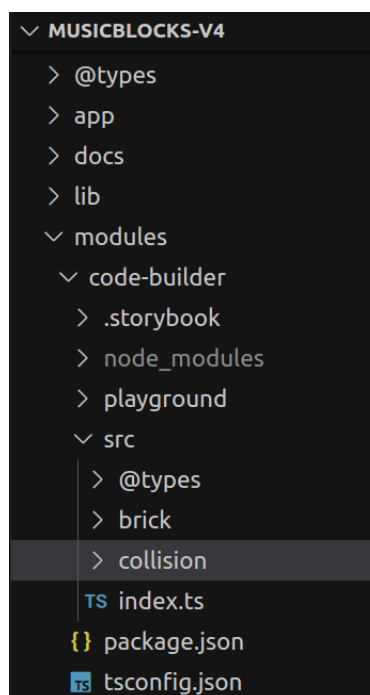 MUSICBLOCKS-V4
@types
app
docs
lib
modules
code-builder
.storybook
node_modules
playground
src
@types
brick
collision
TS index.ts
{} package.json
TS tsconfig.json